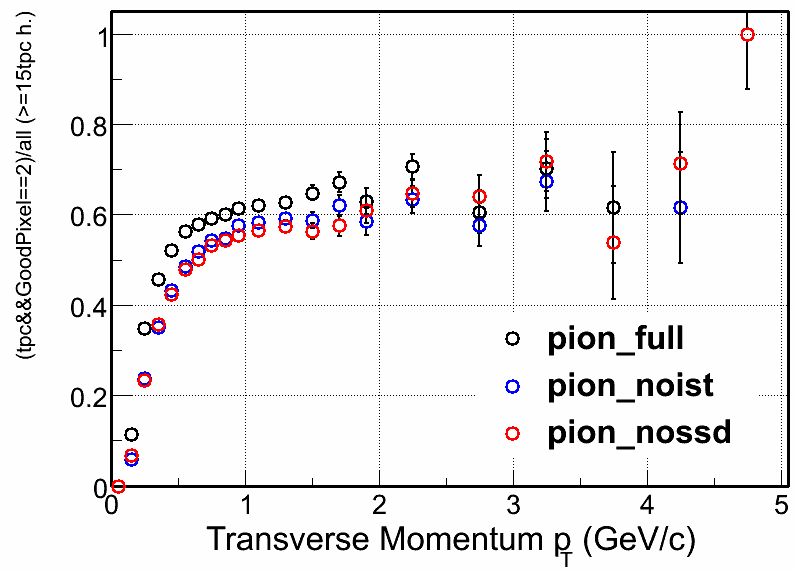 (tpc&&GoodPixel==2)/all (>=15tpc h.)
1
0.8
0.6
0.4
0.2
0
0 1 2 3 4 5
pion_full
pion_noist
pion_nossd
Transverse Momentum p_T (GeV/c)